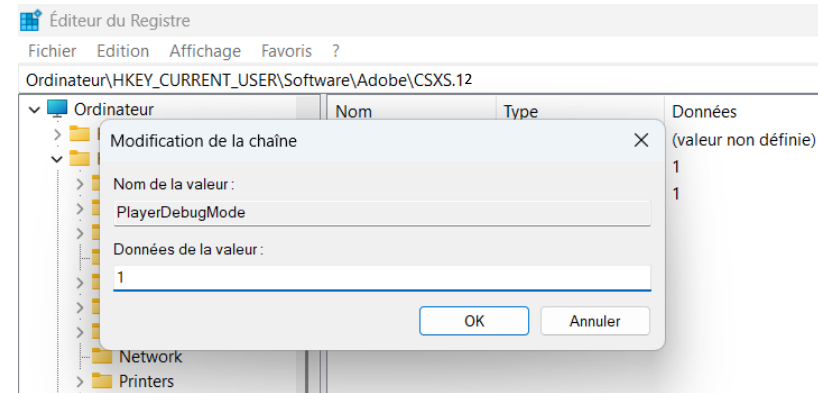 Éditeur du Registre
Fichier Edition Affichage Favoris ?
Ordinateur\HKEY_CURRENT_USER\Software\Adobe\CSXS.12
Ordinateur
Nom Type Données
Modification de la chaîne
(valeur non définie)
1
Nom de la valeur :
1
PlayerDebugMode
Données de la valeur :
1
OK Annuler
Network
Printers